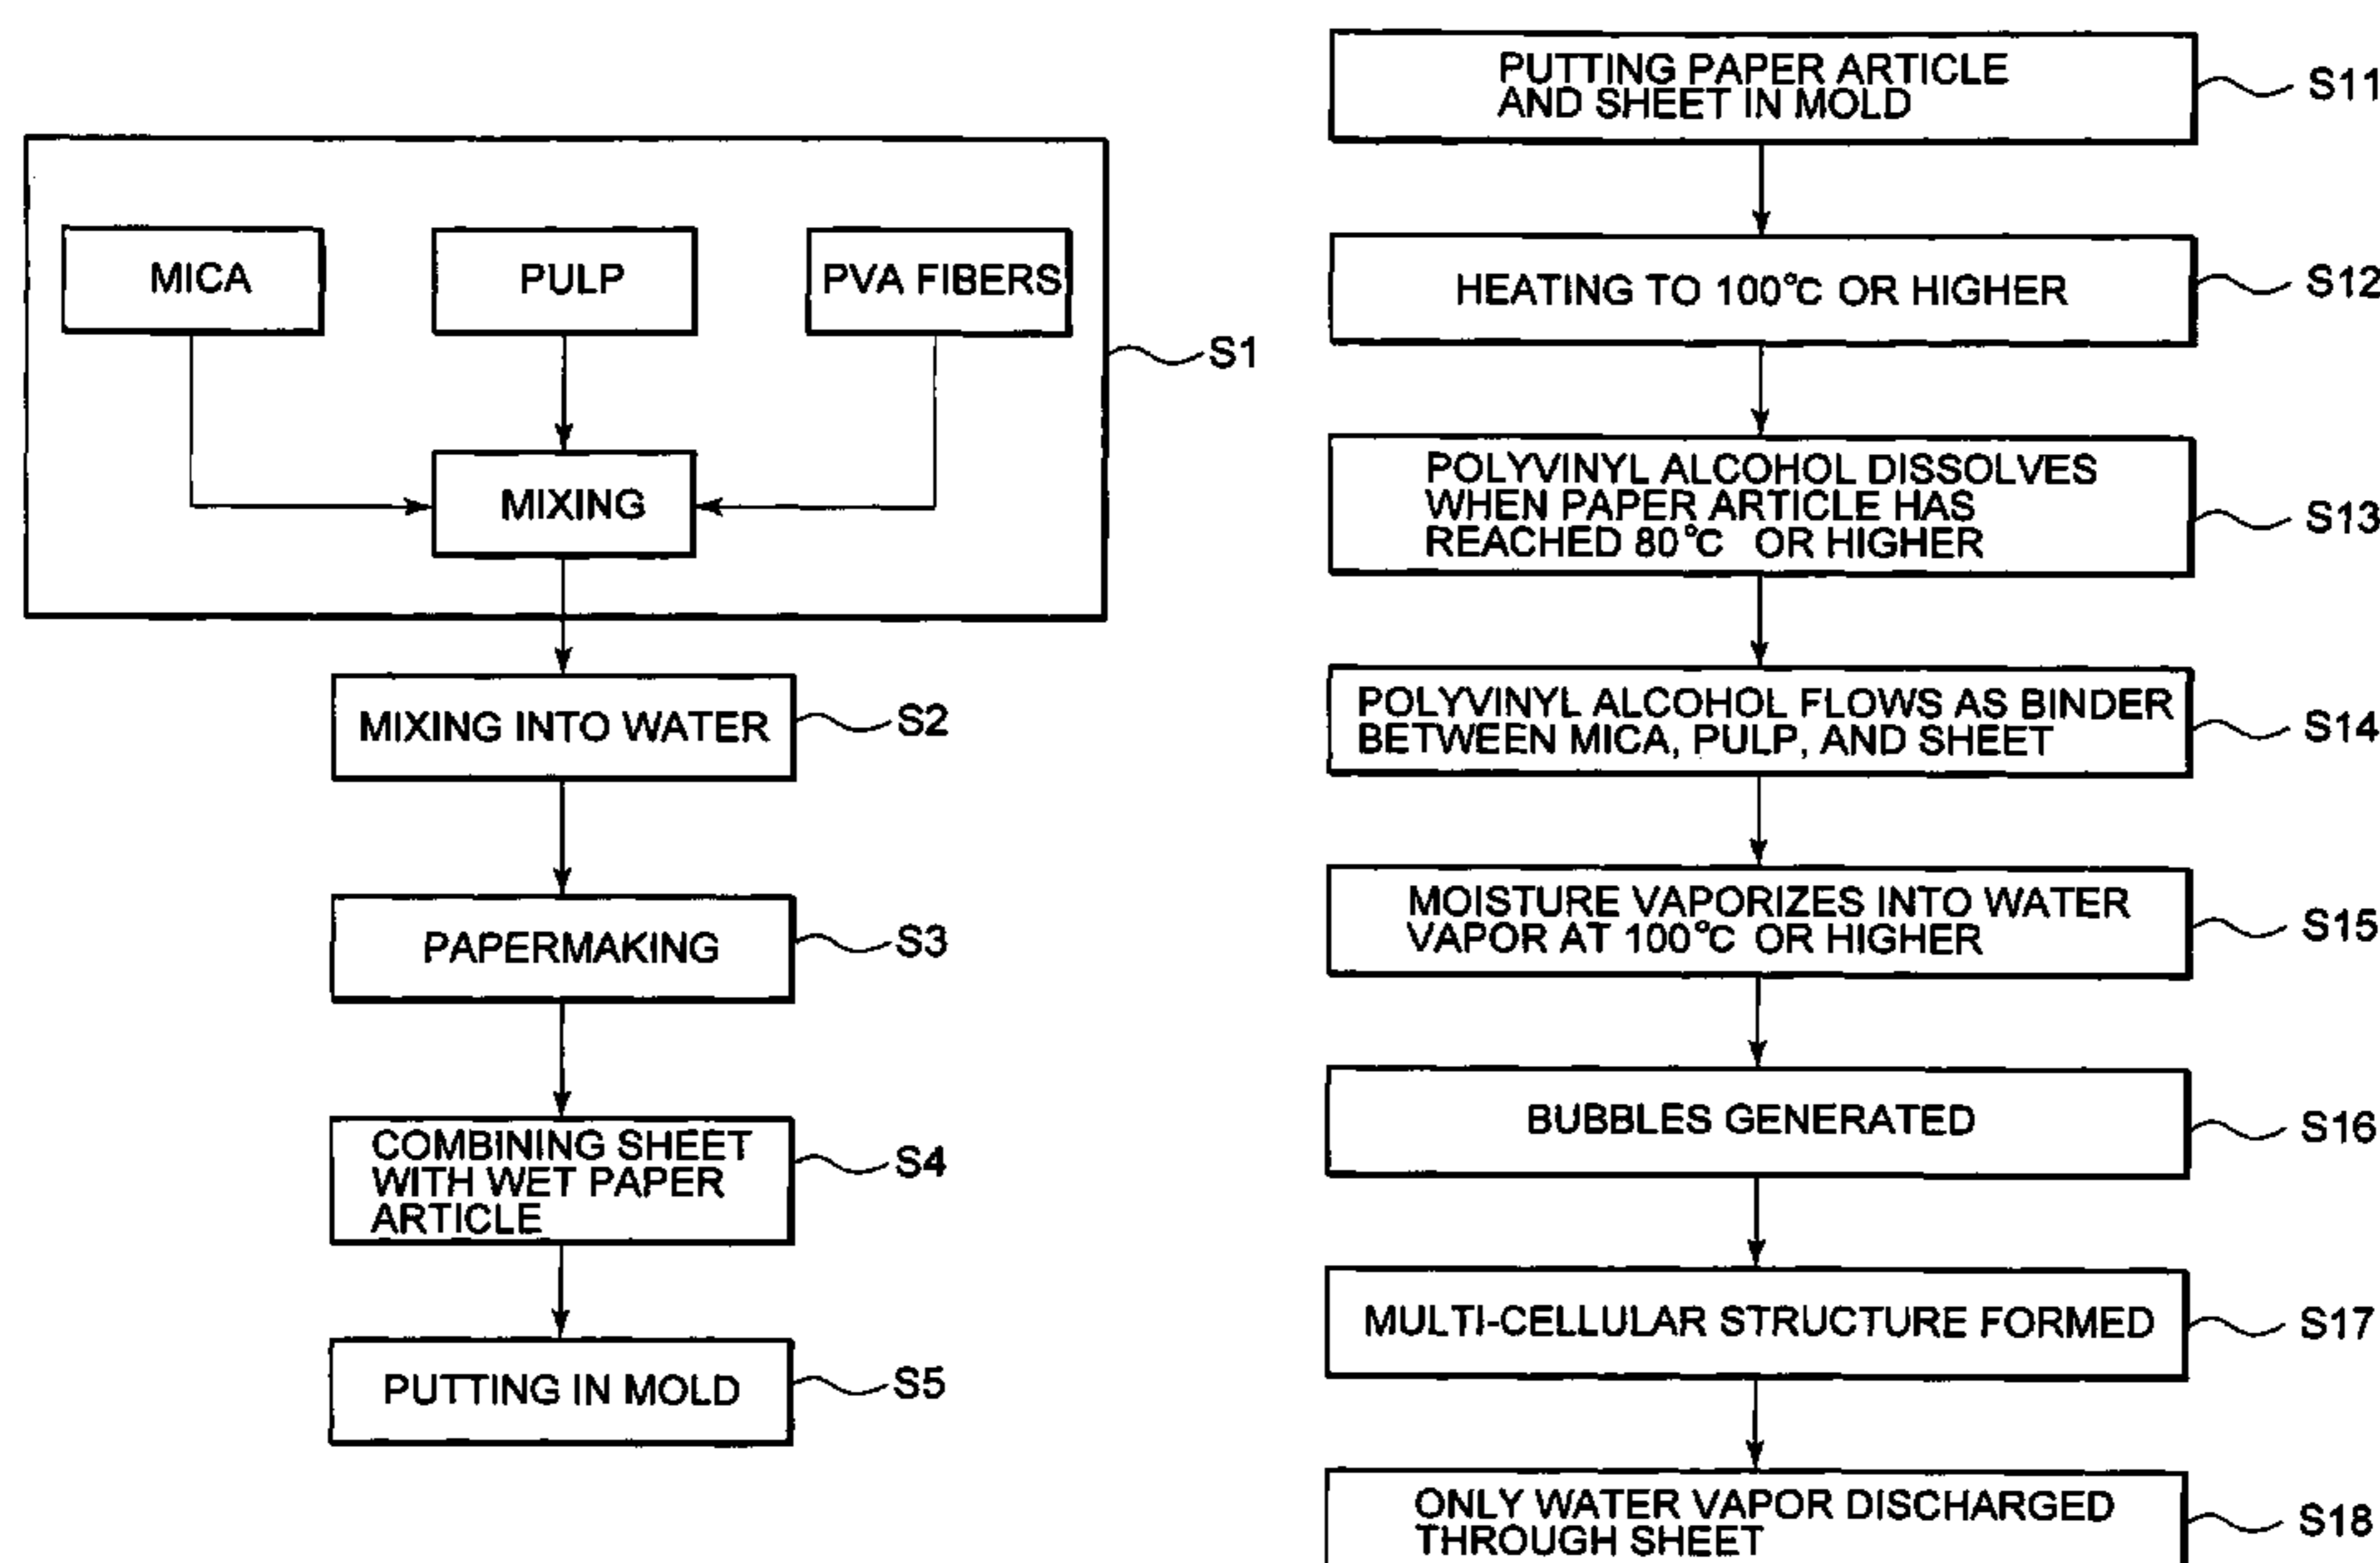 MICA
PULP
PVA FIBERS
MIXING
S1
MIXING INTO WATER
S2
PAPERMAKING
S3
COMBINING SHEET
WITH WET PAPER
ARTICLE
S4
PUTTING IN MOLD
S5
PUTTING PAPER ARTICLE
AND SHEET IN MOLD
S11
HEATING TO 100°C OR HIGHER
S12
POLYVINYL ALCOHOL DISSOLVES
WHEN PAPER ARTICLE HAS
REACHED 80°C OR HIGHER
S13
POLYVINYL ALCOHOL FLOWS AS BINDER
BETWEEN MICA, PULP, AND SHEET
S14
MOISTURE VAPORIZES INTO WATER
VAPOR AT 100°C OR HIGHER
S15
BUBBLES GENERATED
S16
MULTI-CELLULAR STRUCTURE FORMED
S17
ONLY WATER VAPOR DISCHARGED
THROUGH SHEET
S18